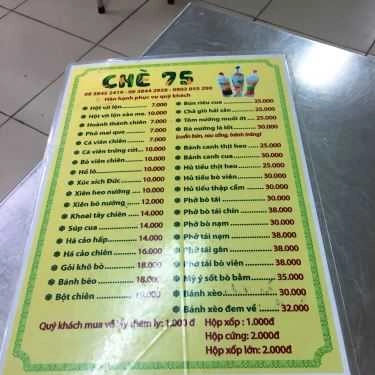 CHÈ 75
Hân hạnh phục vụ quý khách
Hột vịt lộn 7.000
Hột vịt lộn xào me 10.000
Hoành thánh chiên 7.000
Phô mai que 7.000
Cá viên chiên 7.000
Cá viên trứng cút 10.000
Bò viên chiên 10.000
Hồ lô 10.000
Xúc xích Đức 10.000
Xiên heo nướng 10.000
Xiên bò nướng 12.000
Khoai tây chiên 14.000
Súp cua 14.000
Há cảo hấp 14.000
Há cảo chiên 16.000
Gỏi khô bò 18.000
Bánh bèo 18.000
Bột chiên
Bún riêu cua 25.000
Chả giò hải sản 25.000
Tôm nướng muối ớt 25.000
Bò nướng lá lốt 30.000
Bánh canh thịt heo 25.000
Bánh canh cua 30.000
Hủ tiếu thịt heo 25.000
Hủ tiếu bò viên 30.000
Hủ tiếu thập cẩm 30.000
Phở bò tái 30.000
Phở bò tái chín 38.000
Phở bò nạm 30.000
Phở tái nạm 38.000
Phở tái gân 38.000
Phở tái bò viên 38.000
Mỳ ý sốt bò bằm 35.000
Bánh xèo 30.000
Bánh xèo đem về : 32.000
Quý khách mua về lấy thêm ly: 1,000 đ
Hộp xốp : 1.000đ
Hộp cứng: 2.000đ
Hộp xốp lớn: 2.000đ